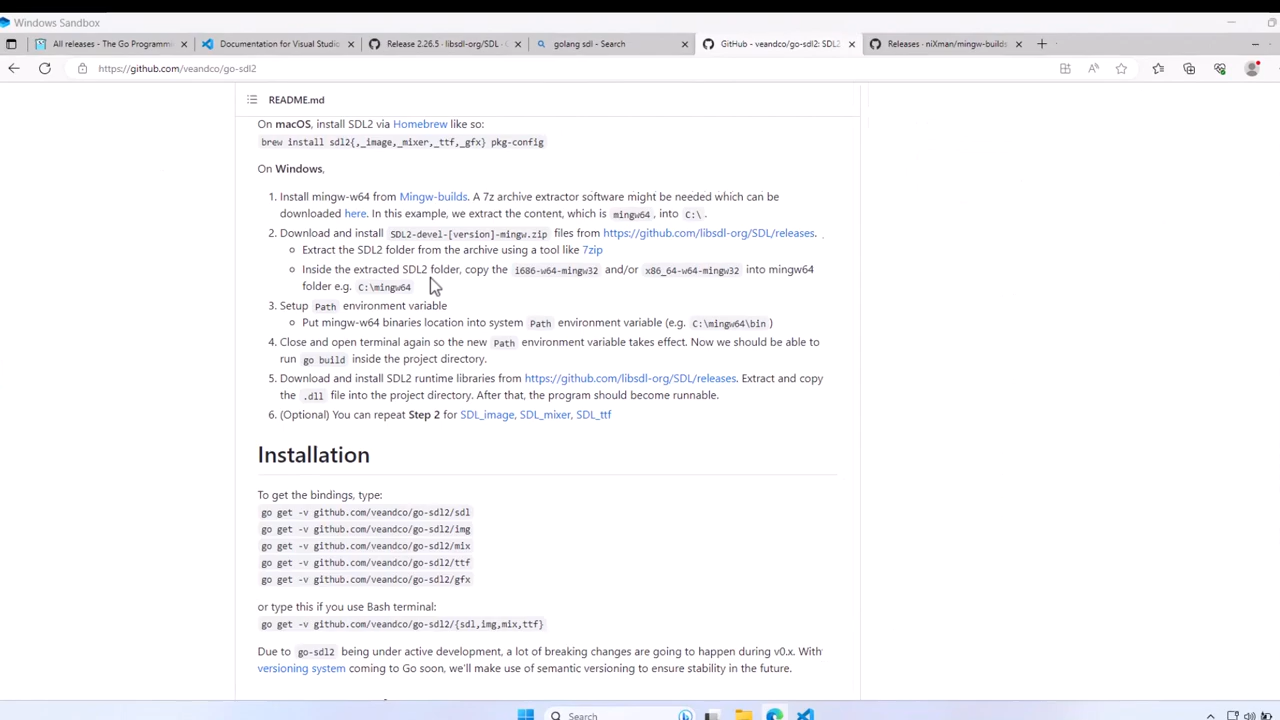 Windows Sandbox
All releases - The Go Programm
Documentation for Visual Studi
Release 2.26.5 · libsdl-org/SDL ·
golang sdl - Search
GitHub - veandco/go-sdl2: SDL2
Releases · niXman/mingw-builds
https://github.com/veandco/go-sdl2
README.md
On macOS, install SDL2 via Homebrew like so:
brew install sdl2{,_image,_mixer,_ttf,_gfx} pkg-config
On Windows,
1. Install mingw-w64 from Mingw-builds. A 7z archive extractor software might be needed which can be
downloaded here. In this example, we extract the content, which is mingw64, into C:\.
2. Download and install SDL2-devel-[version]-mingw.zip files from https://github.com/libsdl-org/SDL/releases.
Extract the SDL2 folder from the archive using a tool like 7zip
Inside the extracted SDL2 folder, copy the i686-w64-mingw32 and/or x86_64-w64-mingw32 into mingw64
folder e.g. C:\mingw64
3. Setup Path environment variable
Put mingw-w64 binaries location into system Path environment variable (e.g. C:\mingw64\bin)
4. Close and open terminal again so the new Path environment variable takes effect. Now we should be able to
run go build inside the project directory.
5. Download and install SDL2 runtime libraries from https://github.com/libsdl-org/SDL/releases. Extract and copy
the .dll file into the project directory. After that, the program should become runnable.
6. (Optional) You can repeat Step 2 for SDL_image, SDL_mixer, SDL_ttf
Installation
To get the bindings, type:
go get -v github.com/veandco/go-sdl2/sdl
go get -v github.com/veandco/go-sdl2/img
go get -v github.com/veandco/go-sdl2/mix
go get -v github.com/veandco/go-sdl2/ttf
go get -v github.com/veandco/go-sdl2/gfx
or type this if you use Bash terminal:
go get -v github.com/veandco/go-sdl2/{sdl,img,mix,ttf}
Due to go-sdl2 being under active development, a lot of breaking changes are going to happen during v0.x. With
versioning system coming to Go soon, we'll make use of semantic versioning to ensure stability in the future.
Search